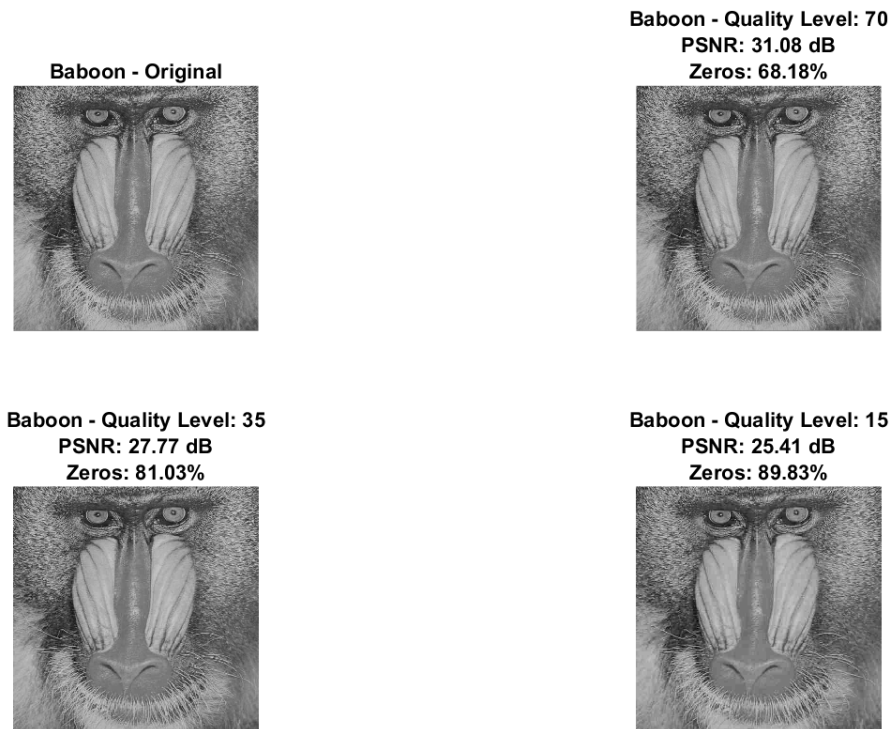 Baboon - Original
Baboon - Quality Level: 70
PSNR: 31.08 dB
Zeros: 68.18%
Baboon - Quality Level: 35
PSNR: 27.77 dB
Zeros: 81.03%
Baboon - Quality Level: 15
PSNR: 25.41 dB
Zeros: 89.83%